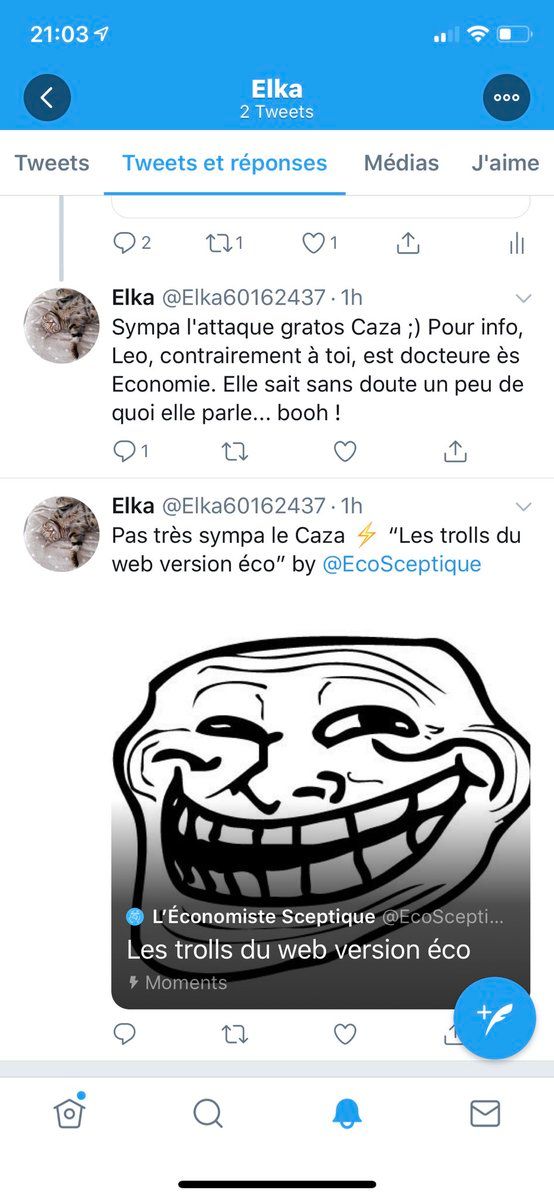 21:03
Elka
2 Tweets
Tweets Tweets et réponses Médias J'aime
2 1 1
Elka @Elka60162437 · 1h
Sympa l'attaque gratos Caza ;) Pour info,
Leo, contrairement à toi, est docteure ès
Economie. Elle sait sans doute un peu de
quoi elle parle... booh !
1
Elka @Elka60162437 · 1h
Pas très sympa le Caza ⚡ “Les trolls du
web version éco” by @EcoSceptique
L’Économiste Sceptique @EcoScepti...
Les trolls du web version éco
Moments